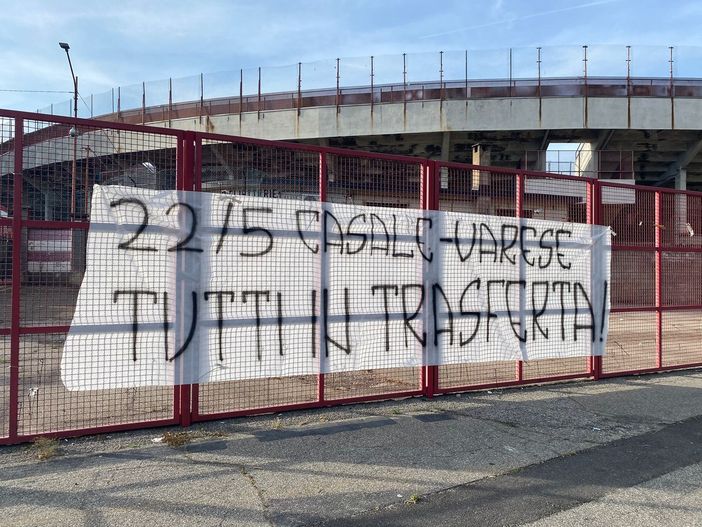 22/5 CASALE-VARESE
TUTTI IN TRASFERTA!